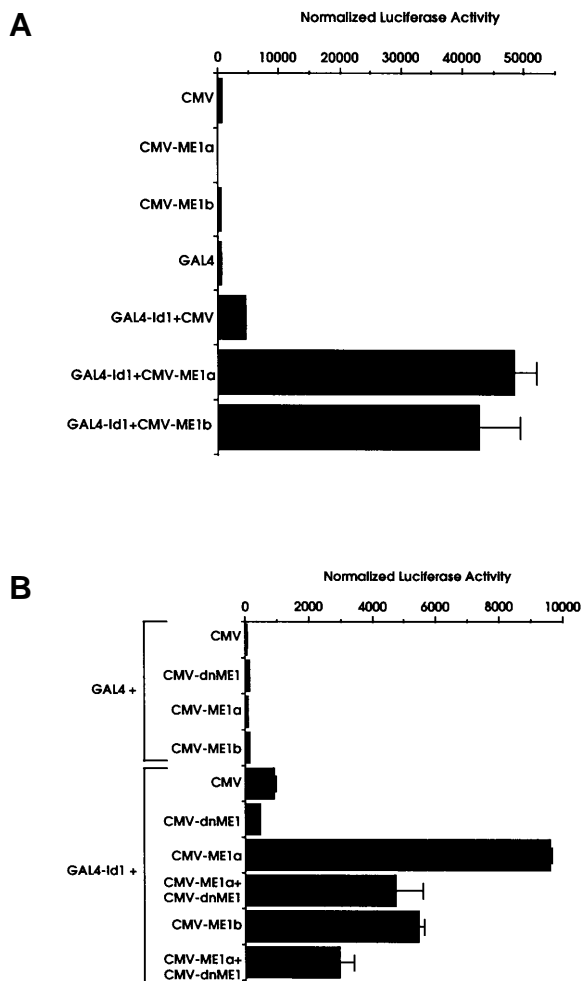 A
Normalized Luciferase Activity
0 10000 20000 30000 40000 50000
CMV
CMV-ME1a
CMV-ME1b
GAL4
GAL4-Id1+CMV
GAL4-Id1+CMV-ME1a
GAL4-Id1+CMV-ME1b
B
Normalized Luciferase Activity
0 2000 4000 6000 8000 10000
GAL4 +
CMV
CMV-dnME1
CMV-ME1a
CMV-ME1b
GAL4-Id1 +
CMV
CMV-dnME1
CMV-ME1a
CMV-ME1a+
CMV-dnME1
CMV-ME1b
CMV-ME1a+
CMV-dnME1